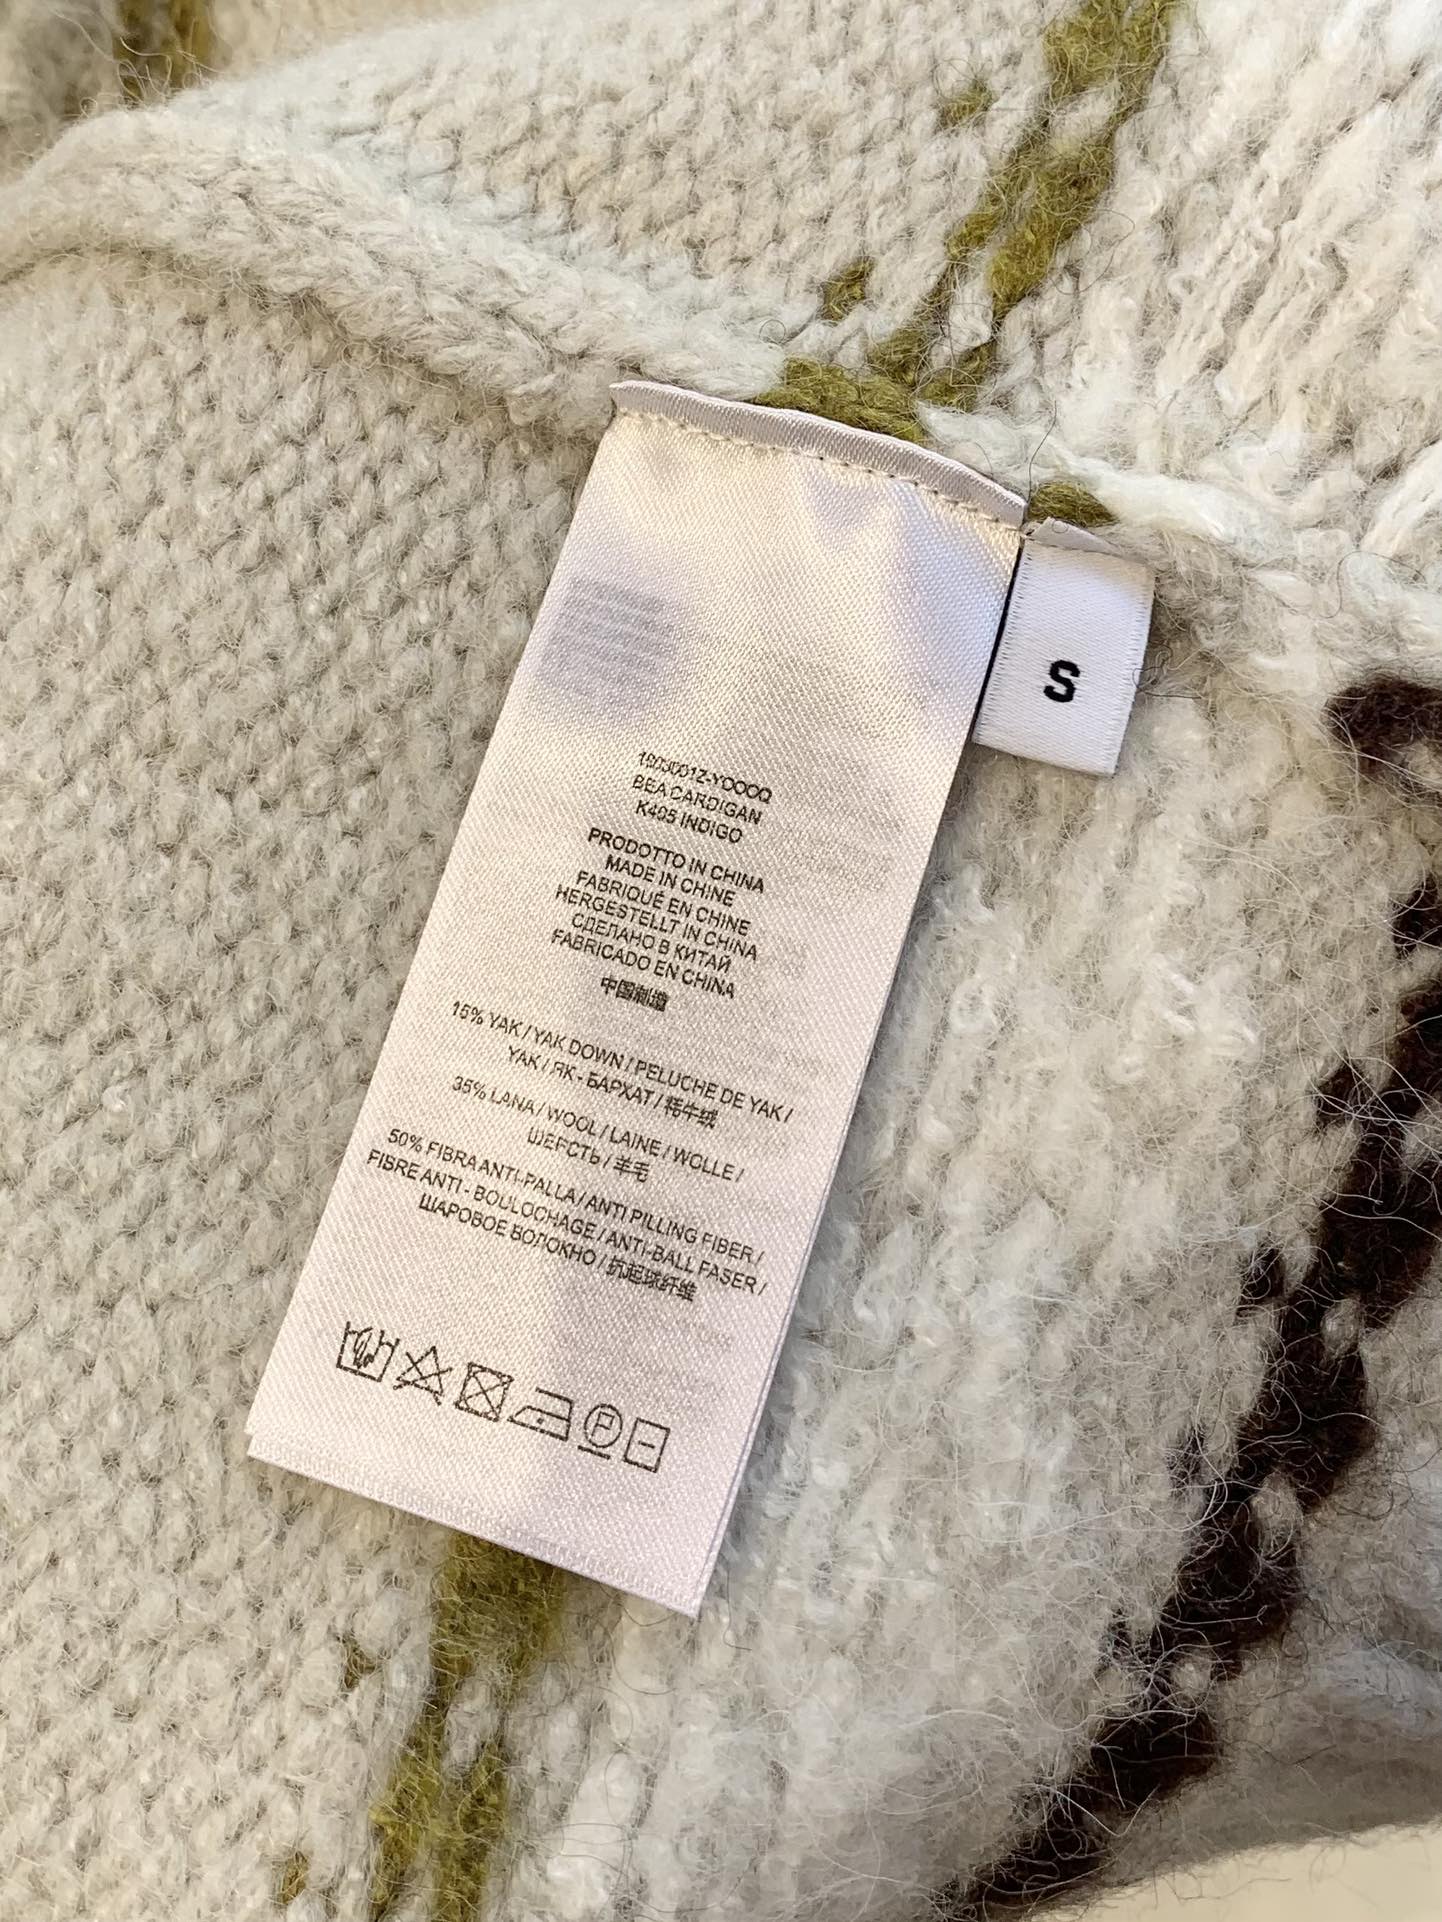 BEA CARDIGAN
K495 INDIGO
PRODOTTO IN CHINA
MADE IN CHINE
FABRIQUÉ EN CHINE
HERGESTELLT IN CHINA
СДЕЛАНО В КИТАЙ
FABRICADO EN CHINA
中国制造
15% YAK / YAK DOWN / PELUCHE DE YAK /
YAK / ЯК - БАРХАТ / 牦牛绒
35% LANA / WOOL / LAINE / WOLLE /
ШЕРСТЬ / 羊毛
50% FIBRA ANTI-PALLA / ANTI PILLING FIBER /
FIBRE ANTI - BOULOCHAGE / ANTI-BALL FASER /
ШАРОВОЕ ВОЛОКНО / 抗起球纤维
P
S